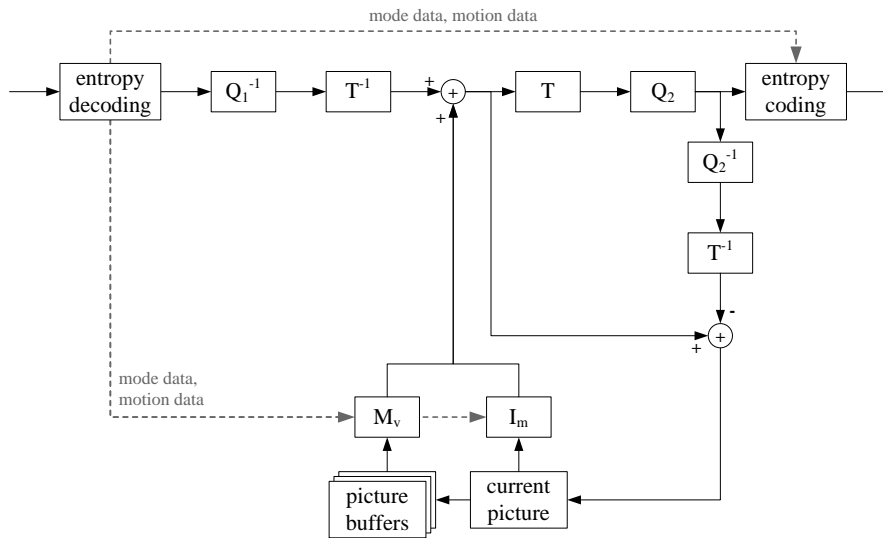 mode data, motion data
entropy
decoding
Q₁⁻¹
T⁻¹
+
+
+
T
Q₂
entropy
coding
Q₂⁻¹
T⁻¹
-
+
+
mode data,
motion data
Mᵥ
Iₘ
picture
buffers
current
picture